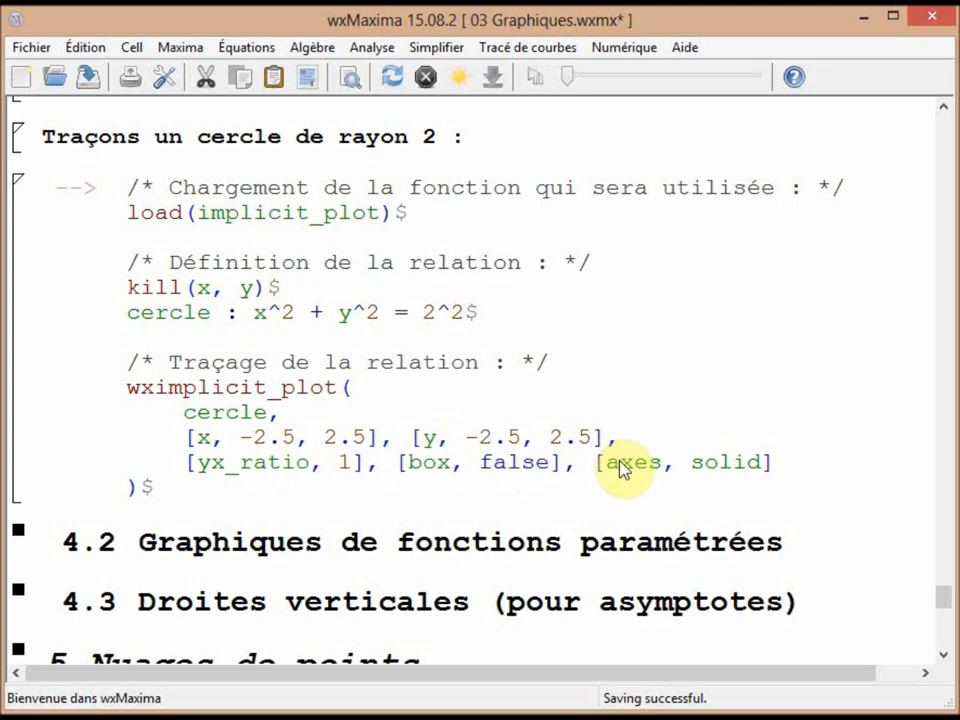 wxMaxima 15.08.2 [ 03 Graphiques.wxmx* ]
Fichier Édition Cell Maxima Équations Algèbre Analyse Simplifier Tracé de courbes Numérique Aide
Traçons un cercle de rayon 2 :
--> /* Chargement de la fonction qui sera utilisée : */
load(implicit_plot)$
/* Définition de la relation : */
kill(x, y)$
cercle : x^2 + y^2 = 2^2$
/* Traçage de la relation : */
wximplicit_plot(
cercle,
[x, -2.5, 2.5], [y, -2.5, 2.5],
[yx_ratio, 1], [box, false], [axes, solid]
)$
4.2 Graphiques de fonctions paramétrées
4.3 Droites verticales (pour asymptotes)
5 Nuages de points
Bienvenue dans wxMaxima Saving successful.